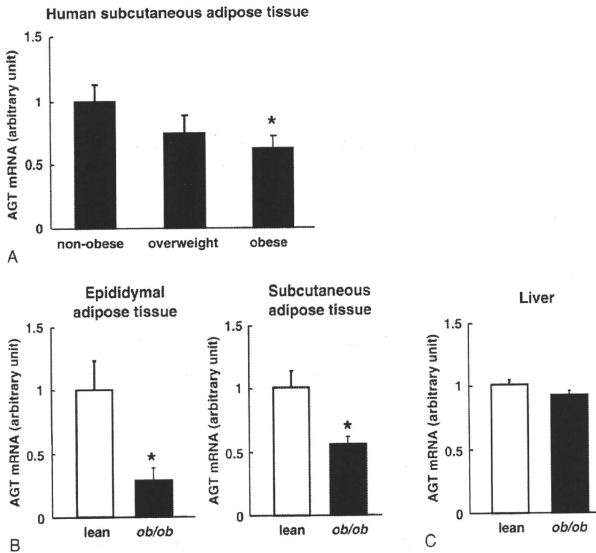 Human subcutaneous adipose tissue
AGT mRNA (arbitrary unit)
1.5
1
0.5
0
*
non-obese overweight obese
A
Epididymal
adipose tissue
AGT mRNA (arbitrary unit)
1.5
1
0.5
0
*
lean ob/ob
B
Subcutaneous
adipose tissue
AGT mRNA (arbitrary unit)
1.5
1
0.5
0
*
lean ob/ob
Liver
AGT mRNA (arbitrary unit)
1.5
1
0.5
0
lean ob/ob
C